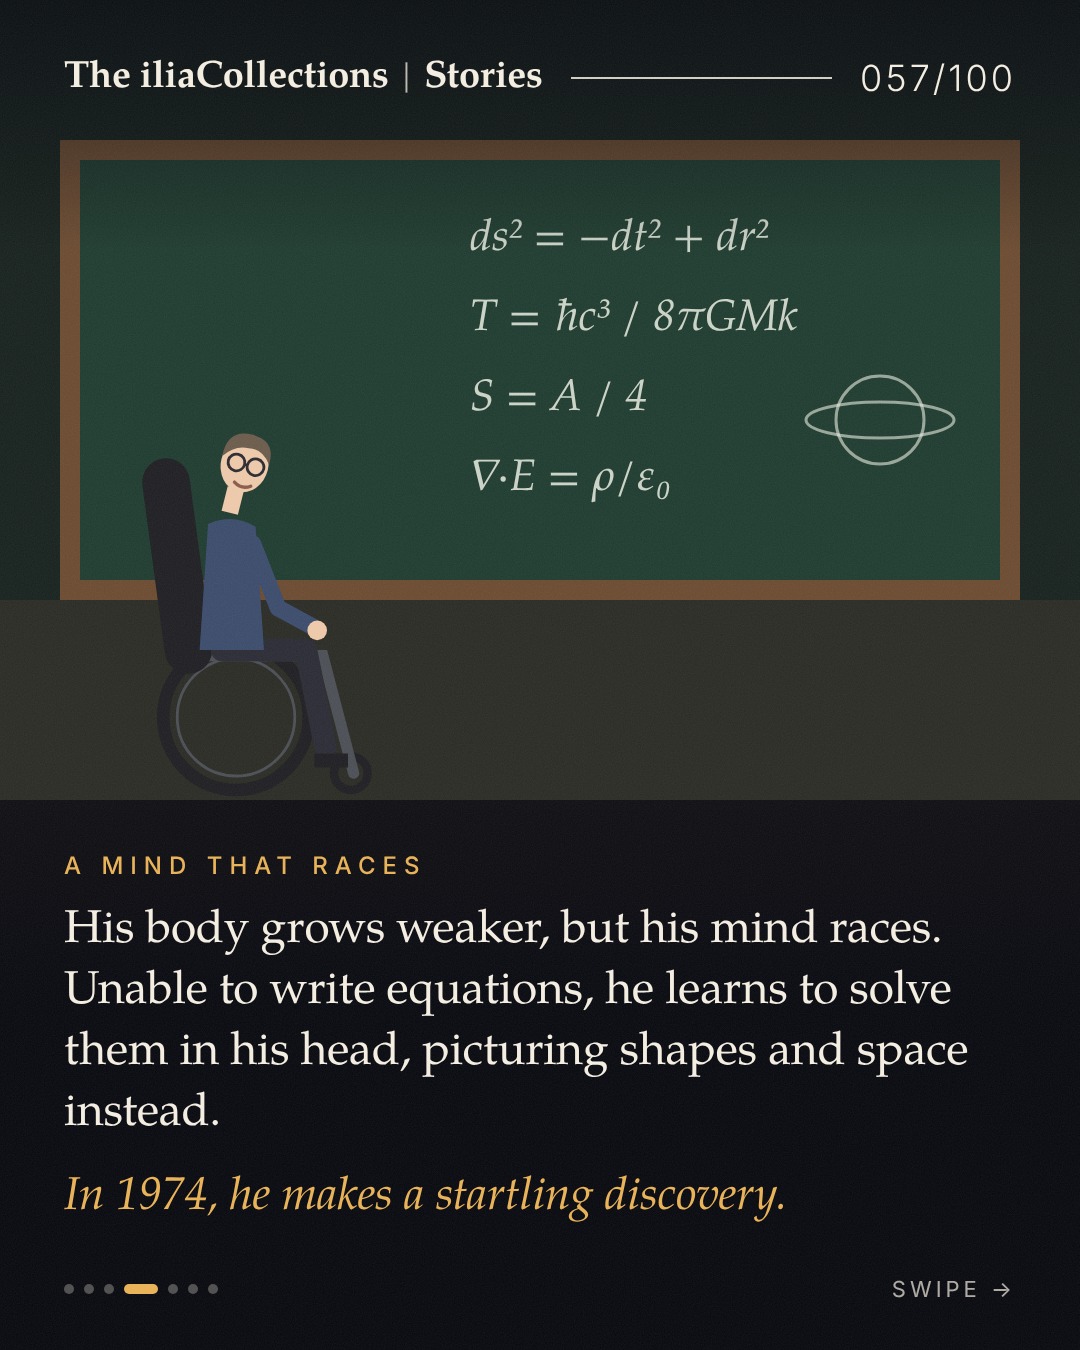 The iliaCollections | Stories 057/100
ds² = −dt² + dr²
T = ħc³ / 8πGMk
S = A / 4
∇·E = ρ/ε₀
A MIND THAT RACES
His body grows weaker, but his mind races.
Unable to write equations, he learns to solve
them in his head, picturing shapes and space
instead.
In 1974, he makes a startling discovery.
SWIPE →